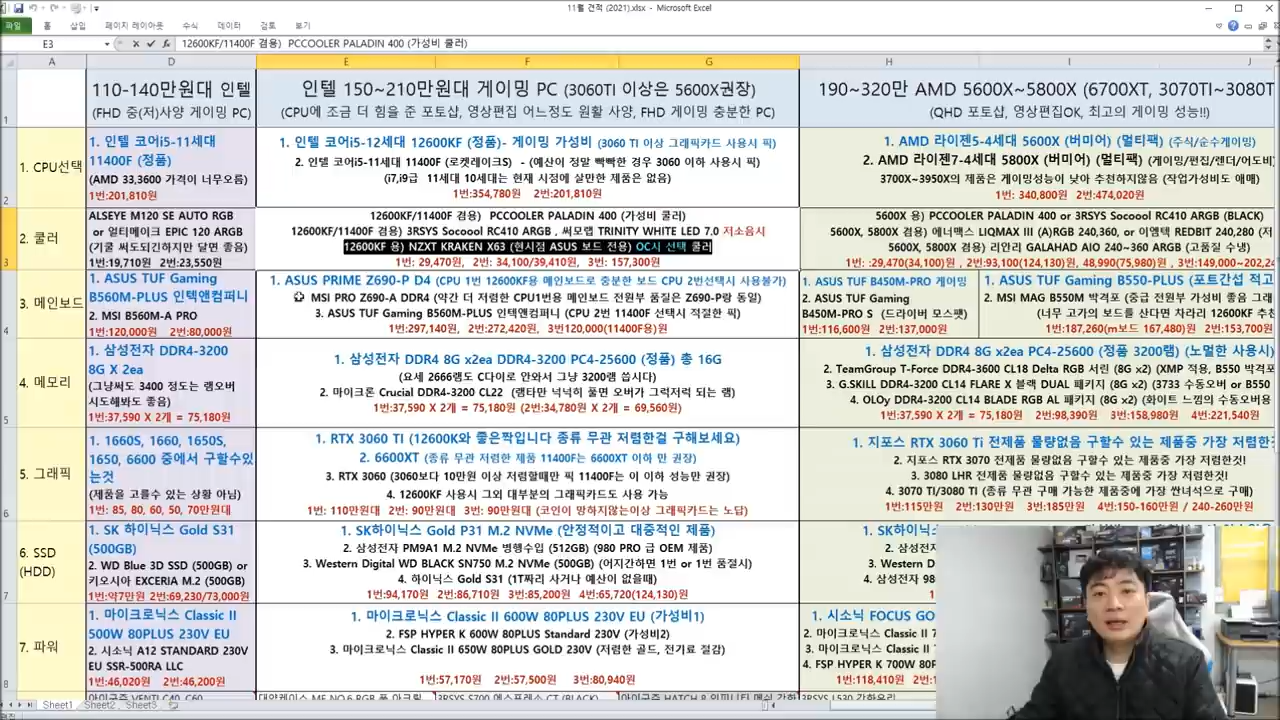 11월 견적 (2021).xlsx - Microsoft Excel
파일 홈 삽입 페이지 레이아웃 수식 데이터 검토 보기
E3 12600KF/11400F 겸용) PCCOOLER PALADIN 400 (가성비 쿨러)
A D E F G H I J
1
110-140만원대 인텔
(FHD 중(저)사양 게이밍 PC)
인텔 150~210만원대 게이밍 PC (3060TI 이상은 5600X권장)
(CPU에 조금 더 힘을 준 포토샵, 영상편집 어느정도 원활 사양, FHD 게이밍 충분한 PC)
190~320만 AMD 5600X~5800X (6700XT, 3070TI~3080T
(QHD 포토샵, 영상편집OK, 최고의 게이밍 성능!!)
2
1. CPU선택
1. 인텔 코어i5-11세대
11400F (정품)
(AMD 33,3600 가격이 너무오름)
1번:201,810원
1. 인텔 코어i5-12세대 12600KF (정품)- 게이밍 가성비 (3060 TI 이상 그래픽카드 사용시 픽)
2. 인텔 코어i5-11세대 11400F (로켓레이크S) - (예산이 정말 빡빡한 경우 3060 이하 사용시 픽)
(i7,i9급 11세대 10세대는 현재 시점에 살만한 제품은 없음)
1번:354,780원 2번:201,810원
1. AMD 라이젠5-4세대 5600X (버미어) (멀티팩) (주식/순수게이밍)
2. AMD 라이젠7-4세대 5800X (버미어) (멀티팩) (게이밍/편집/렌더/어도비
3700X~3950X의 제품은 게이밍성능이 낮아 추천하지않음 (작업가성비도 애매)
1번: 340,800원 2번:474,020원
3
2. 쿨러
ALSEYE M120 SE AUTO RGB
or 얼티메이크 EPIC 120 ARGB
(기쿨 써도되긴하지만 달면 좋음)
1번:19,710원 2번:23,550원
12600KF/11400F 겸용) PCCOOLER PALADIN 400 (가성비 쿨러)
12600KF/11400F 겸용) 3RSYS Socoool RC410 ARGB , 써모랩 TRINITY WHITE LED 7.0 저소음시
12600KF 용) NZXT KRAKEN X63 (현시점 ASUS 보드 전용) OC시 선택 쿨러
1번: 29,470원, 2번: 34,100/39,410원, 3번: 157,300원
5600X 용) PCCOOLER PALADIN 400 or 3RSYS Socoool RC410 ARGB (BLACK)
5600X, 5800X 겸용) 에너맥스 LIQMAX III (A)RGB 240,360, or 이엠텍 REDBIT 240,280 (저
5600X, 5800X 겸용) 리안리 GALAHAD AIO 240~360 ARGB (고품질 수냉)
:29,470(34,100)원 , 2번:93,100(124,130)원, 48,990(75,980)원, 3번:149,000~202,24
4
3. 메인보드
1. ASUS TUF Gaming
B560M-PLUS 인텍앤컴퍼니
2. MSI B560M-A PRO
1번:120,000원 2번:80,000원
1. ASUS PRIME Z690-P D4 (CPU 1번 12600KF용 메인보드로 충분한 보드 CPU 2번선택시 사용불가)
MSI PRO Z690-A DDR4 (약간 더 저렴한 CPU1번용 메인보드 전원부 품질은 Z690-P랑 동일)
3. ASUS TUF Gaming B560M-PLUS 인텍앤컴퍼니 (CPU 2번 11400F 선택시 적절한 픽)
1번:297,140원, 2번:272,420원, 3번:120,000(11400F용)원
1. ASUS TUF B450M-PRO 게이밍
2. ASUS TUF Gaming
B450M-PRO S (드라이버 모스펫)
1번:116,600원 2번:137,000원
1. ASUS TUF Gaming B550-PLUS (포트간섭 적고
2. MSI MAG B550M 박격포 (중급 전원부 가성비 좋음 그래
(너무 고가의 보드를 산다면 차라리 12600KF 추천
1번:187,260(m보드 167,480)원 2번:153,700원
5
4. 메모리
1. 삼성전자 DDR4-3200
8G X 2ea
(그냥써도 3400 정도는 램오버
시도해봐도 좋음)
1번:37,590 X 2개 = 75,180원
1. 삼성전자 DDR4 8G x2ea DDR4-3200 PC4-25600 (정품) 총 16G
(요세 2666램도 C다이로 안와서 그냥 3200램 씁시다)
2. 마이크론 Crucial DDR4-3200 CL22 (램타만 넉넉히 풀면 오버가 그럭저럭 되는 램)
1번:37,590 X 2개 = 75,180원 (2번:34,780원 X 2개 = 69,560원)
1. 삼성전자 DDR4 8G x2ea PC4-25600 (정품 3200램) (노멀한 사용시)
2. TeamGroup T-Force DDR4-3600 CL18 Delta RGB 서린 (8G x2) (XMP 적용, B550 박격포
3. G.SKILL DDR4-3200 CL14 FLARE X 블랙 DUAL 패키지 (8G x2) (3733 수동오버 or B550
4. OLOy DDR4-3200 CL14 BLADE RGB AL 패키지 (8G x2) (화이트 느낌의 수동오버용
1번:37,590 X 2개 = 75,180원 2번:98,390원 3번:158,980원 4번:221,540원
6
5. 그래픽
1. 1660S, 1660, 1650S,
1650, 6600 중에서 구할수있
는것
(제품을 고를수 있는 상황 아님)
1번: 85, 80, 60, 50, 70만원대
1. RTX 3060 TI (12600K와 좋은짝입니다 종류 무관 저렴한걸 구해보세요)
2. 6600XT (종류 무관 저렴한 제품 11400F는 6600XT 이하 만 권장)
3. RTX 3060 (3060보다 10만원 이상 저렴할때만 픽 11400F는 이 이하 성능만 권장)
4. 12600KF 사용시 그외 대부분의 그래픽카드도 사용 가능
1번: 110만원대 2번: 90만원대 3번: 90만원대 (코인이 망하지않는이상 그래픽카드는 노답)
1. 지포스 RTX 3060 Ti 전제품 물량없음 구할수 있는 제품중 가장 저렴한것
2. 지포스 RTX 3070 전제품 물량없음 구할수 있는 제품중 가장 저렴한것!
3. 3080 LHR 전제품 물량없음 구할수 있는 제품중 가장 저렴한것!
4. 3070 TI/3080 TI (종류 무관 구매 가능한 제품중에 가장 싼녀석으로 구매)
1번:115만원 2번:130만원 3번:185만원 4번:150-160만원 / 240-260만원
7
6. SSD
(HDD)
1. SK 하이닉스 Gold S31
(500GB)
2. WD Blue 3D SSD (500GB) or
키오시아 EXCERIA M.2 (500GB)
1번:약7만원 2번:69,230/73,000원
1. SK하이닉스 Gold P31 M.2 NVMe (안정적이고 대중적인 제품)
2. 삼성전자 PM9A1 M.2 NVMe 병행수입 (512GB) (980 PRO 급 OEM 제품)
3. Western Digital WD BLACK SN750 M.2 NVMe (500GB) (어지간하면 1번 or 1번 품절시)
4. 하이닉스 Gold S31 (1T짜리 사거나 예산이 없을때)
1번:94,170원 2번:86,710원 3번:85,200원 4번:65,720(124,130)원
1. SK하이닉스
2. 삼성전자
3. Western
4. 삼성전자 98
8
7. 파워
1. 마이크로닉스 Classic II
500W 80PLUS 230V EU
2. 시소닉 A12 STANDARD 230V
EU SSR-500RA LLC
1번:46,020원 2번:46,200원
1. 마이크로닉스 Classic II 600W 80PLUS 230V EU (가성비1)
2. FSP HYPER K 600W 80PLUS Standard 230V (가성비2)
3. 마이크로닉스 Classic II 650W 80PLUS GOLD 230V (저렴한 골드, 전기료 절감)
1번:57,170원 2번:57,500원 3번:80,940원
1. 시소닉 FOCUS GO
2. 마이크로닉스 Classic II 7
3. 마이크로닉스 Classic II
4. FSP HYPER K 700W 80P
1번:118,410원
Sheet1 Sheet2 Sheet3